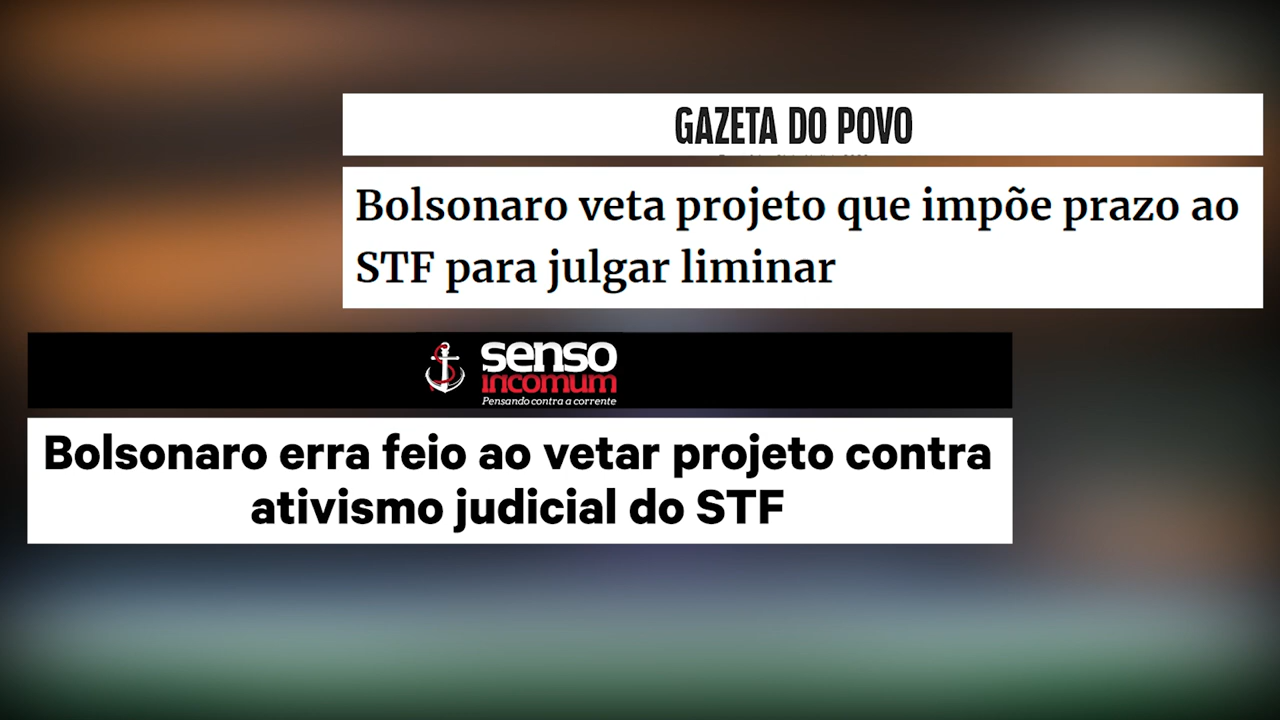 GAZETA DO POVO
Bolsonaro veta projeto que impõe prazo ao
STF para julgar liminar
senso
incomum
Pensando contra a corrente
Bolsonaro erra feio ao vetar projeto contra
ativismo judicial do STF